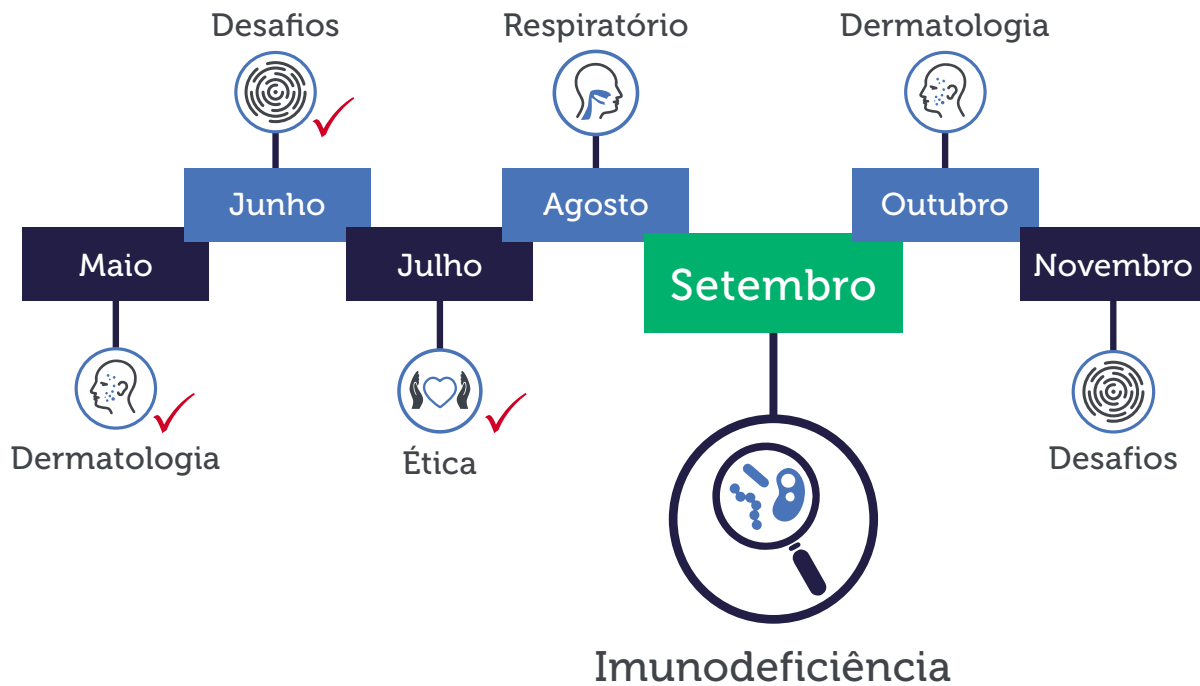 Desafios
Respiratório
Dermatologia
Junho
Agosto
Outubro
Maio
Julho
Setembro
Novembro
Dermatologia
Ética
Desafios
Imunodeficiência